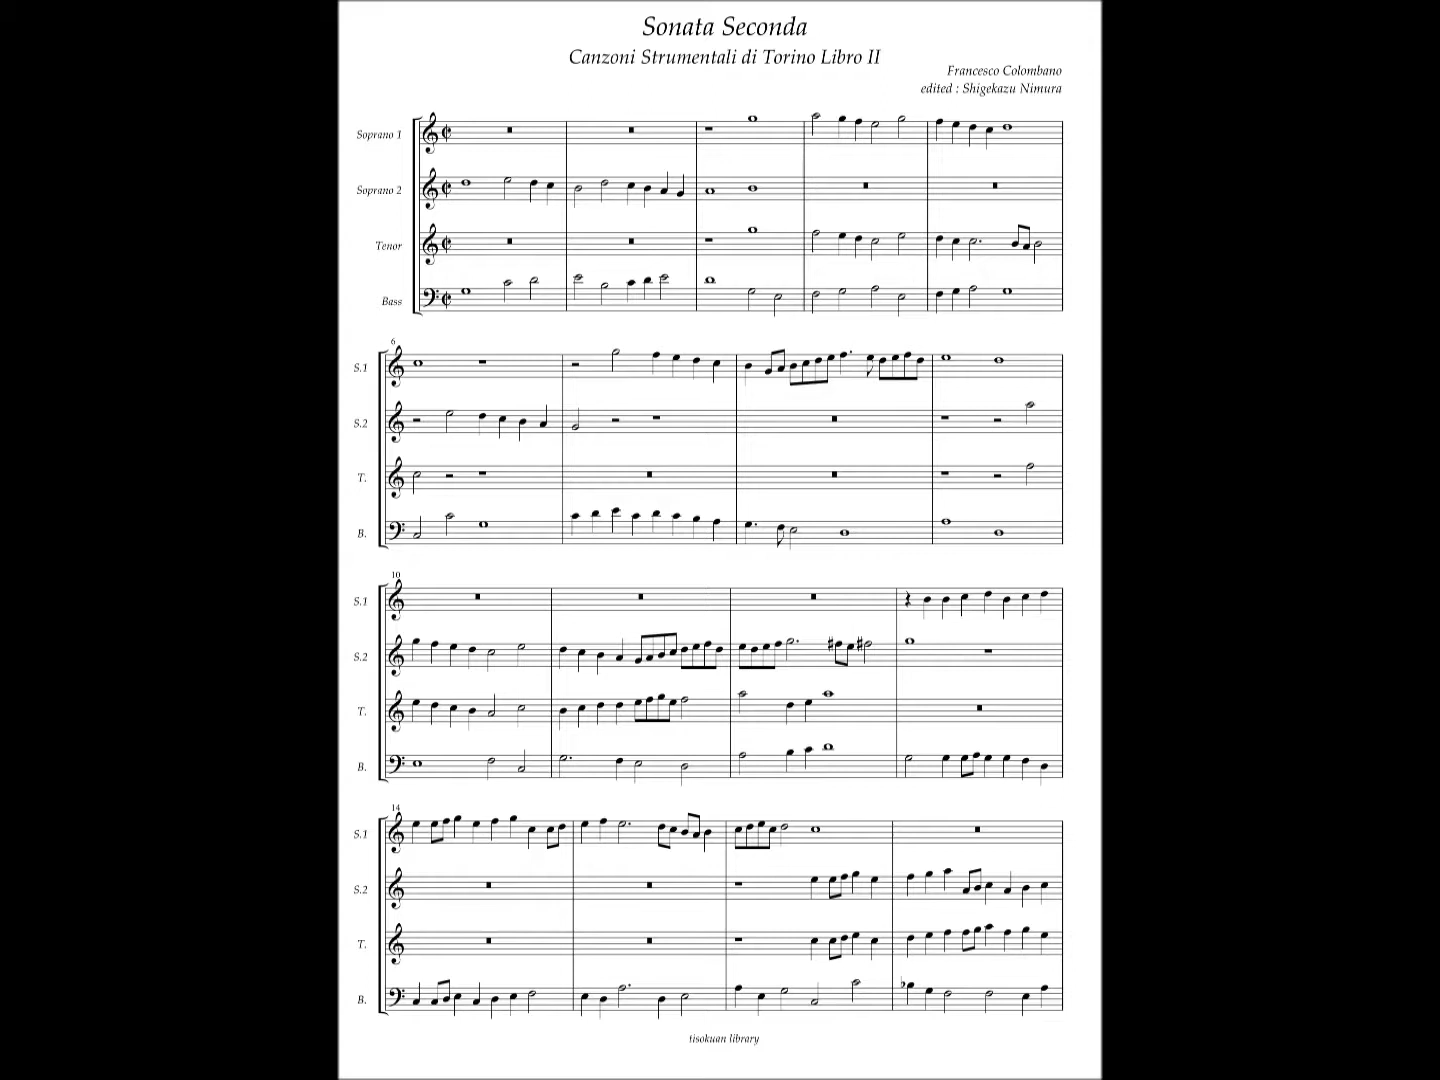 Sonata Seconda
Canzoni Strumentali di Torino Libro II
Francesco Colombano
edited : Shigekazu Nimura
Soprano 1
Soprano 2
Tenor
Bass
6
S.1
S.2
T.
B.
10
S.1
S.2
T.
B.
14
S.1
S.2
T.
B.
tisokuan library